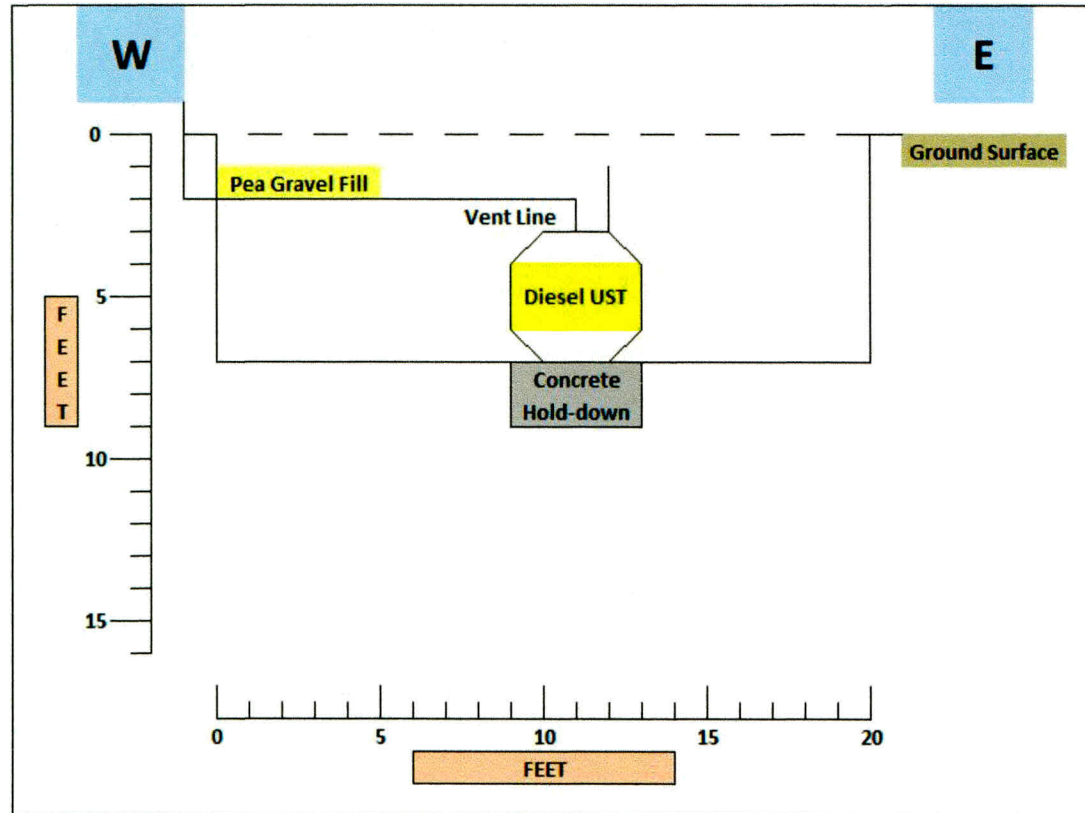 W
E
0
Ground Surface
Pea Gravel Fill
Vent Line
5
Diesel UST
F
E
E
T
Concrete
Hold-down
10
15
0
5
10
15
20
FEET